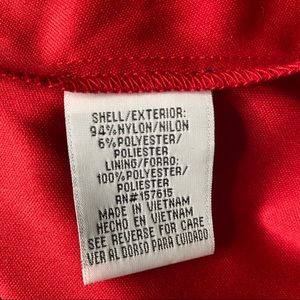 SHELL/EXTERIOR:
94%NYLON/NILON
6%POLYESTER/
POLIESTER
LINING/FORRO:
100%POLYESTER/
POLIESTER
RN#157615
MADE IN VIETNAM
HECHO EN VIETNAM
SEE REVERSE FOR CARE
VER AL DORSO PARA CUIDADO